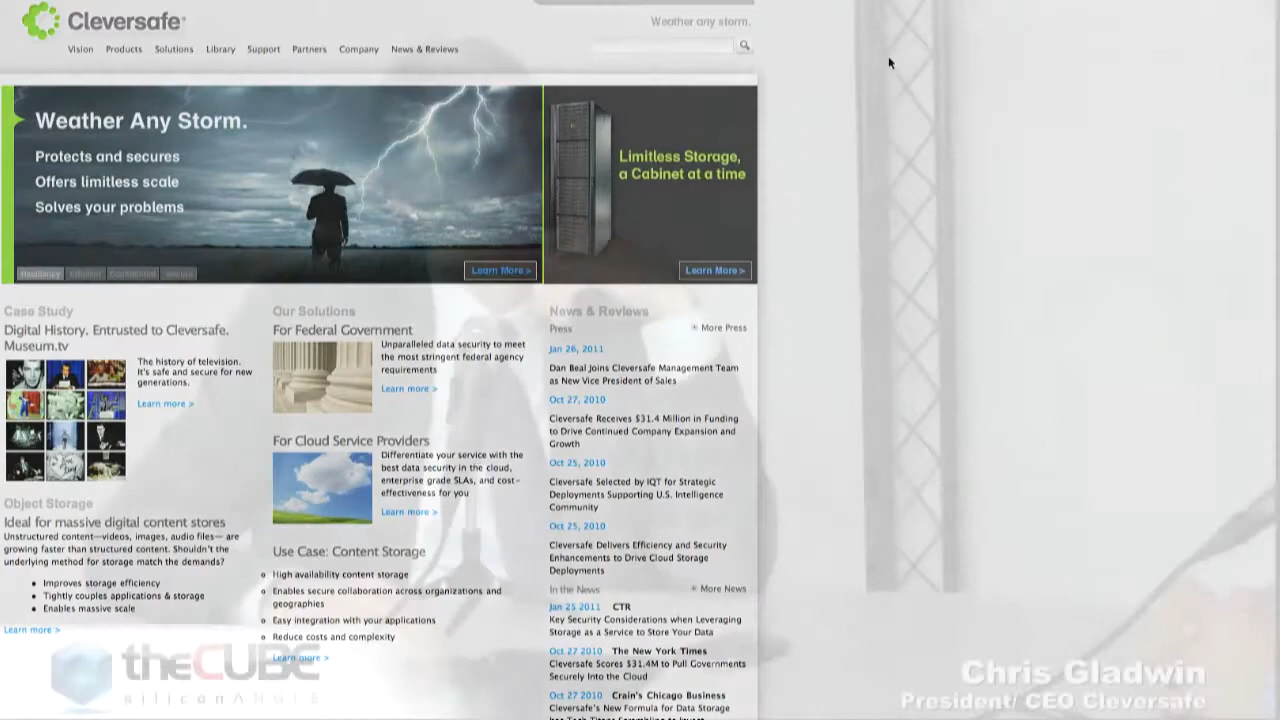 Cleversafe
Weather any storm.
Vision Products Solutions Library Support Partners Company News & Reviews
Weather Any Storm.
Protects and secures
Offers limitless scale
Solves your problems
Resiliency
Learn More >
Limitless Storage,
a Cabinet at a time
Learn More >
Case Study
Digital History. Entrusted to Cleversafe.
Museum.tv
The history of television.
It's safe and secure for new
generations.
Learn more >
Object Storage
Ideal for massive digital content stores
Unstructured content—videos, images, audio files— are
growing faster than structured content. Shouldn't the
underlying method for storage match the demands?
Improves storage efficiency
Tightly couples applications & storage
Enables massive scale
Learn more >
Our Solutions
For Federal Government
Unparalleled data security to meet
the most stringent federal agency
requirements
Learn more >
For Cloud Service Providers
Differentiate your service with the
best data security in the cloud,
enterprise grade SLAs, and cost-
effectiveness for you
Learn more >
Use Case: Content Storage
High availability content storage
Enables secure collaboration across organizations and
geographies
Easy integration with your applications
Reduce costs and complexity
Learn more >
News & Reviews
Press
More Press
Jan 26, 2011
Dan Beal Joins Cleversafe Management Team
as New Vice President of Sales
Oct 27, 2010
Cleversafe Receives $31.4 Million in Funding
to Drive Continued Company Expansion and
Growth
Oct 25, 2010
Cleversafe Selected by IQT for Strategic
Deployments Supporting U.S. Intelligence
Community
Oct 25, 2010
Cleversafe Delivers Efficiency and Security
Enhancements to Drive Cloud Storage
Deployments
In the News
More News
Jan 25 2011 CTR
Key Security Considerations when Leveraging
Storage as a Service to Store Your Data
Oct 27 2010 The New York Times
Cleversafe Scores $31.4M to Pull Governments
Securely Into the Cloud
Oct 27 2010 Crain's Chicago Business
Cleversafe's New Formula for Data Storage
theCUBE
siliconANGLE
Chris Gladwin
President/ CEO Cleversafe